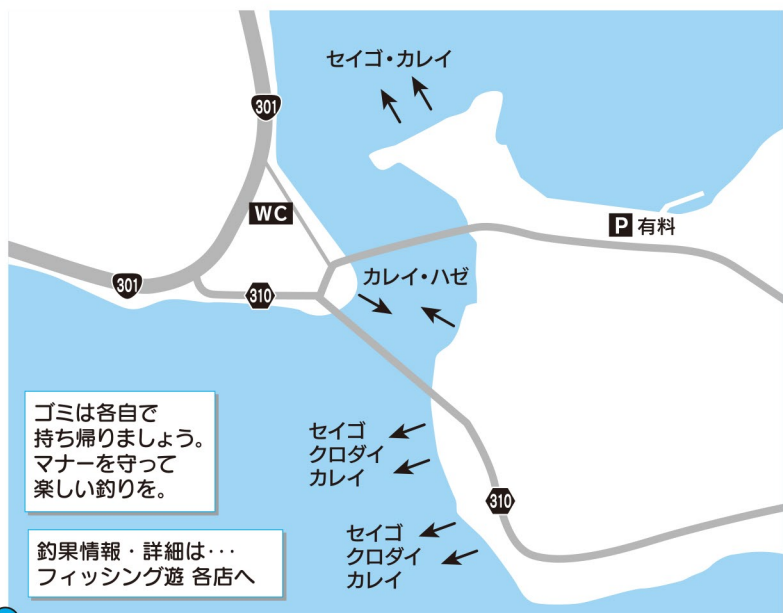 セイゴ・カレイ
301
WC
P 有料
カレイ・ハゼ
301
310
ゴミは各自で
持ち帰りましょう。
マナーを守って
楽しい釣りを。
セイゴ
クロダイ
カレイ
310
釣果情報・詳細は…
フィッシング遊 各店へ
セイゴ
クロダイ
カレイ